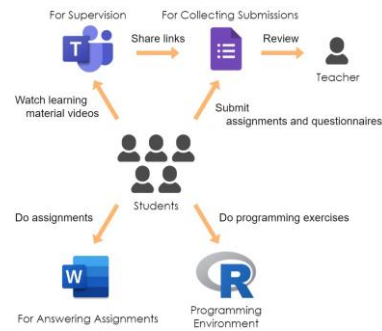 For Supervision
For Collecting Submissions
Share links
Review
T
Teacher
Watch learning
material videos
Submit
assignments and questionnaires
Students
Do assignments
Do programming exercises
W
R
For Answering Assignments
Programming
Environment